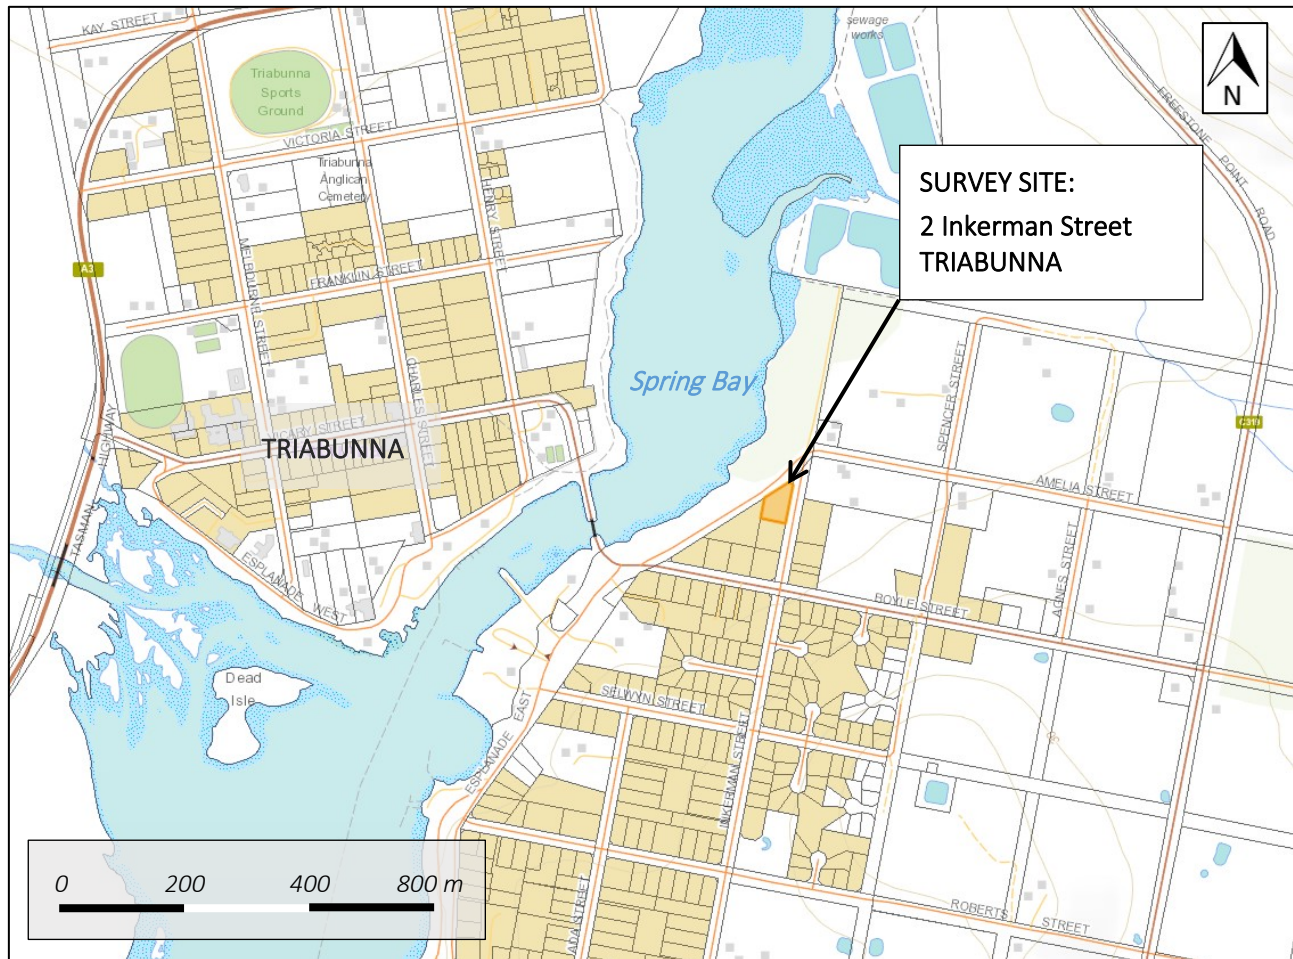 KAY STREET
sewage
works
N
Triabunna
Sports
Ground
VICTORIA STREET
FREESTONE POINT ROAD
SURVEY SITE:
2 Inkerman Street
TRIABUNNA
Triabunna
Anglican
Cemetery
HENRY STREET
MELBOURNE STREET
FRANKLIN STREET
A3
Spring Bay
SPENCER STREET
CHARLES STREET
VICARY STREET
TRIABUNNA
C319
TASMAN HIGHWAY
AMELIA STREET
AGNES STREET
ESPLANADE WEST
BOYLE STREET
Dead
Isle
SELWYN STREET
ESPLANADE EAST
INKERMAN STREET
0 200 400 800 m
ADA STREET
ROBERTS STREET